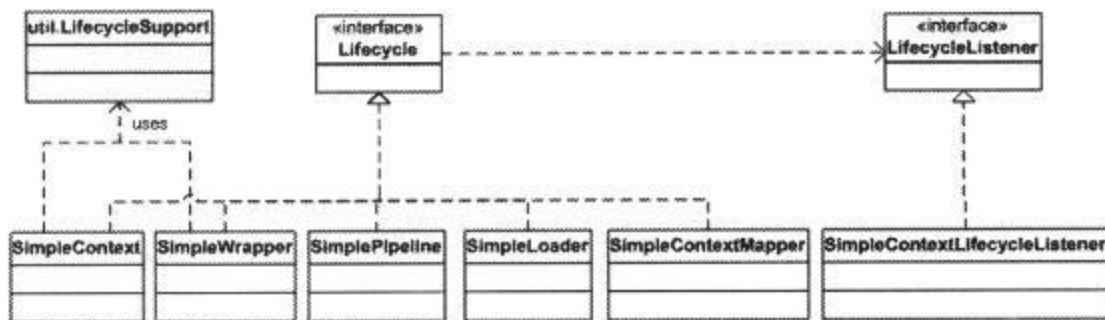 util.LifecycleSupport
«interface»
Lifecycle
«interface»
LifecycleListener
uses
SimpleContext
SimpleWrapper
SimplePipeline
SimpleLoader
SimpleContextMapper
SimpleContextLifecycleListener